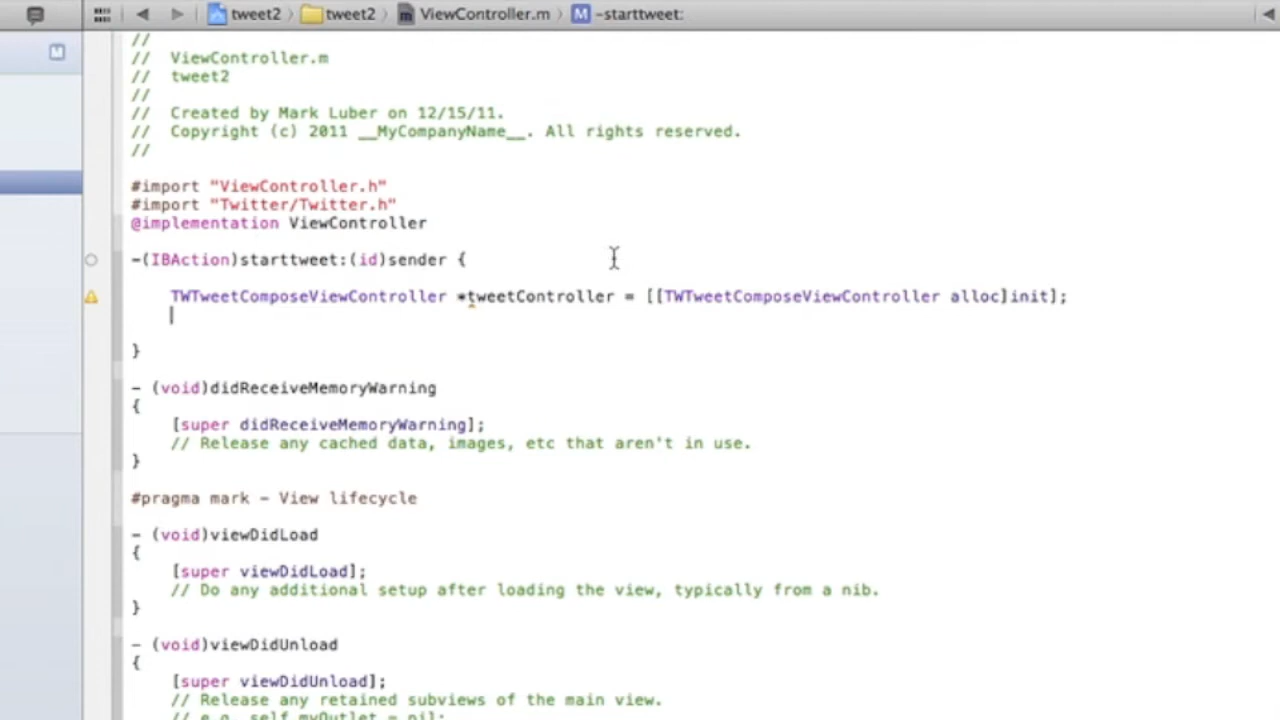 tweet2 tweet2 ViewController.m M -starttweet:
M
//
// ViewController.m
// tweet2
//
// Created by Mark Luber on 12/15/11.
// Copyright (c) 2011 __MyCompanyName__. All rights reserved.
//
#import "ViewController.h"
#import "Twitter/Twitter.h"
@implementation ViewController
-(IBAction)starttweet:(id)sender {
TWTweetComposeViewController *tweetController = [[TWTweetComposeViewController alloc]init];
}
- (void)didReceiveMemoryWarning
{
[super didReceiveMemoryWarning];
// Release any cached data, images, etc that aren't in use.
}
#pragma mark - View lifecycle
- (void)viewDidLoad
{
[super viewDidLoad];
// Do any additional setup after loading the view, typically from a nib.
}
- (void)viewDidUnload
{
[super viewDidUnload];
// Release any retained subviews of the main view.
// e.g. self.myOutlet = nil;